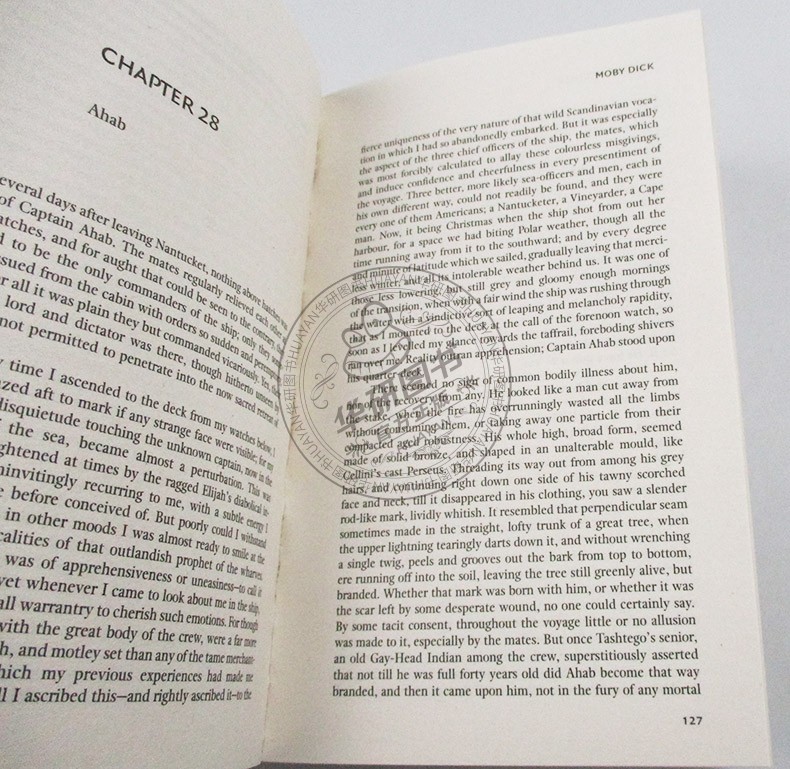 CHAPTER 28
Ahab
everal days after leaving Nantucket, nothing above hatches was
of Captain Ahab. The mates regularly relieved each other
atches, and for aught that could be seen to the contrary, they
d to be the only commanders of the ship; only they some
sued from the cabin with orders so sudden and peremp
r all it was plain they but commanded vicariously. Yes, their
lord and dictator was there, though hitherto unseen by
not permitted to penetrate into the now sacred retreat of
y time I ascended to the deck from my watches below, I
azed aft to mark if any strange face were visible; for my
disquietude touching the unknown captain, now in the
f the sea, became almost a perturbation. This was
ghtened at times by the ragged Elijah's diabolical in-
ninvitingly recurring to me, with a subtle energy I
e before conceived of. But poorly could I withstand
in other moods I was almost ready to smile at the
calities of that outlandish prophet of the wharves.
was of apprehensiveness or uneasiness—to call it
yet whenever I came to look about me in the ship,
all warrantry to cherish such emotions. For though
with the great body of the crew, were a far more
h, and motley set than any of the tame merchant-
hich my previous experiences had made me
ll I ascribed this—and rightly ascribed it—to the
MOBY DICK
fierce uniqueness of the very nature of that wild Scandinavian voca-
tion in which I had so abandonedly embarked. But it was especially
the aspect of the three chief officers of the ship, the mates, which
was most forcibly calculated to allay these colourless misgivings,
and induce confidence and cheerfulness in every presentiment of
the voyage. Three better, more likely sea-officers and men, each in
his own different way, could not readily be found, and they were
every one of them Americans; a Nantucketer, a Vineyarder, a Cape
man. Now, it being Christmas when the ship shot from out her
harbour, for a space we had biting Polar weather, though all the
time running away from it to the southward; and by every degree
and minute of latitude which we sailed, gradually leaving that merci-
less winter, and all its intolerable weather behind us. It was one of
those less lowering, but still grey and gloomy enough mornings
of the transition, when with a fair wind the ship was rushing through
the water with a vindictive sort of leaping and melancholy rapidity,
that as I mounted to the deck at the call of the forenoon watch, so
soon as I levelled my glance towards the taffrail, foreboding shivers
ran over me. Reality outran apprehension; Captain Ahab stood upon
his quarter-deck.
There seemed no sign of common bodily illness about him,
nor of the recovery from any. He looked like a man cut away from
the stake, when the fire has overrunningly wasted all the limbs
without consuming them, or taking away one particle from their
compacted aged robustness. His whole high, broad form, seemed
made of solid bronze, and shaped in an unalterable mould, like
Cellini's cast Perseus. Threading its way out from among his grey
hairs, and continuing right down one side of his tawny scorched
face and neck, till it disappeared in his clothing, you saw a slender
rod-like mark, lividly whitish. It resembled that perpendicular seam
sometimes made in the straight, lofty trunk of a great tree, when
the upper lightning tearingly darts down it, and without wrenching
a single twig, peels and grooves out the bark from top to bottom,
ere running off into the soil, leaving the tree still greenly alive, but
branded. Whether that mark was born with him, or whether it was
the scar left by some desperate wound, no one could certainly say.
By some tacit consent, throughout the voyage little or no allusion
was made to it, especially by the mates. But once Tashtego's senior,
an old Gay-Head Indian among the crew, superstitiously asserted
that not till he was full forty years old did Ahab become that way
branded, and then it came upon him, not in the fury of any mortal
127
华研图书
HUAYAN